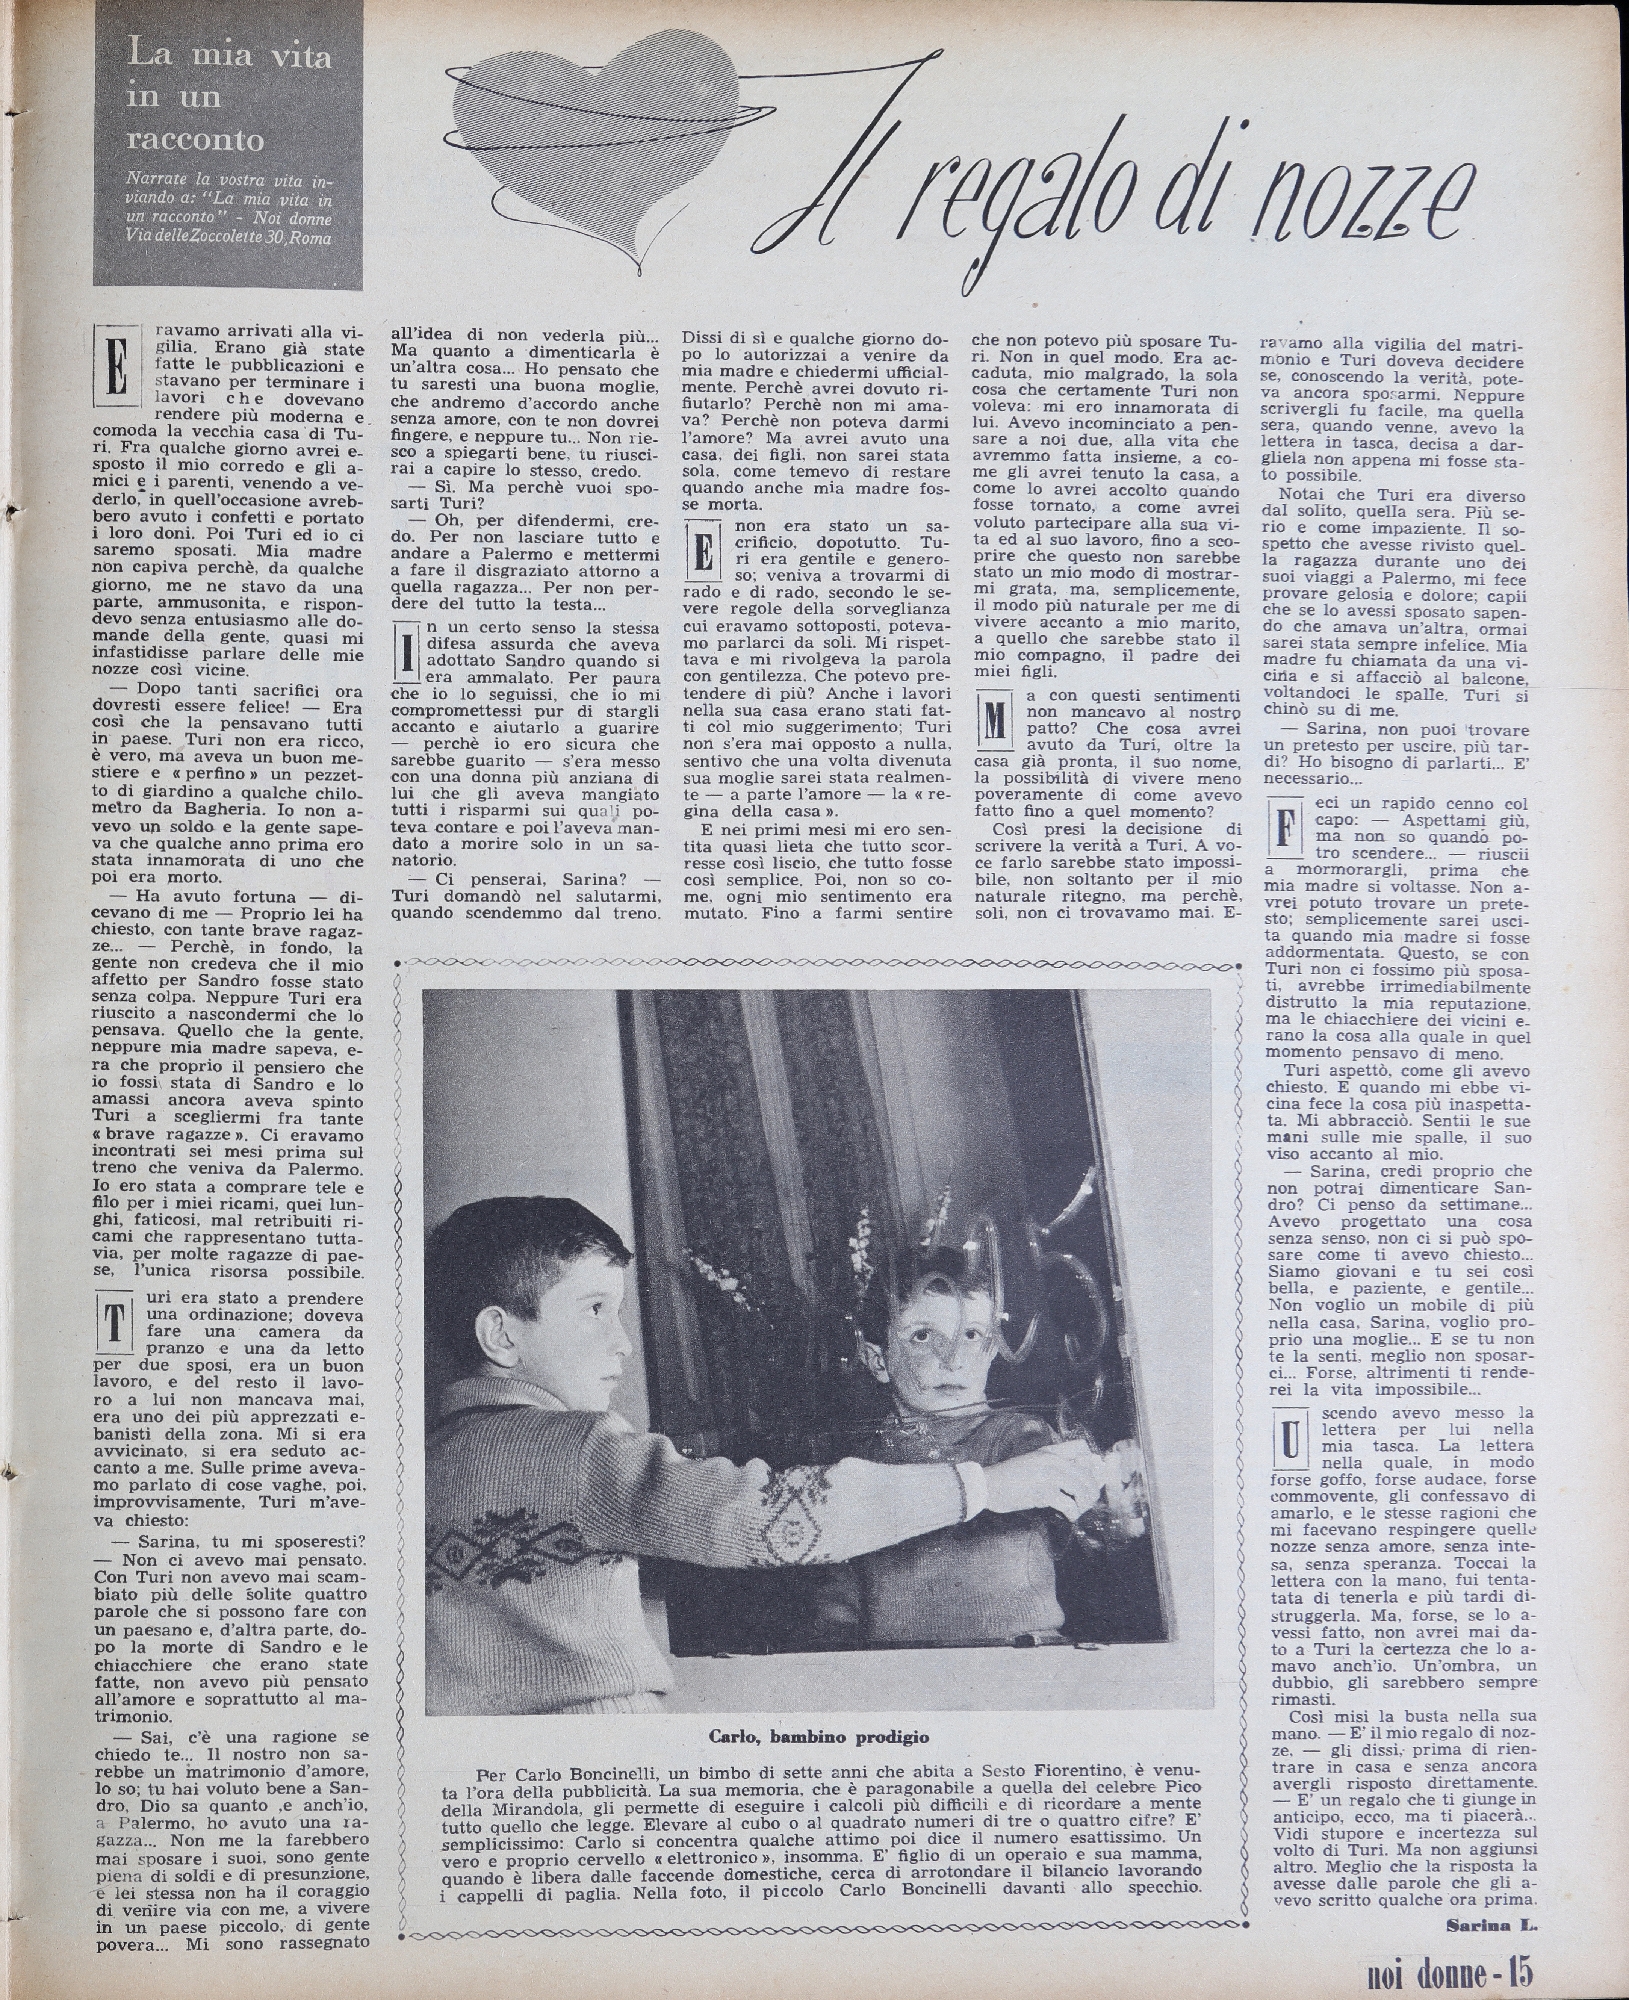 La mia vita
in un
racconto
Narrate la vostra vita in-
viando a: "La mia vita in
un racconto" - Noi donne
Via delle Zoccolette 30, Roma
Il regalo di nozze
Eravamo arrivati alla vi-
gilia. Erano già state
fatte le pubblicazioni e
stavano per terminare i
lavori che dovevano
rendere più moderna e
comoda la vecchia casa di Tu-
ri. Fra qualche giorno avrei e-
sposto il mio corredo e gli a-
mici e i parenti, venendo a ve-
derlo, in quell'occasione avreb-
bero avuto i confetti e portato
i loro doni. Poi Turi ed io ci
saremo sposati. Mia madre
non capiva perchè, da qualche
giorno, me ne stavo da una
parte, ammusonita, e rispon-
devo senza entusiasmo alle do-
mande della gente, quasi mi
infastidisse parlare delle mie
nozze così vicine.
— Dopo tanti sacrifici ora
dovresti essere felice! — Era
così che la pensavano tutti
in paese. Turi non era ricco,
è vero, ma aveva un buon me-
stiere e « perfino » un pezzet-
to di giardino a qualche chilo-
metro da Bagheria. Io non a-
vevo un soldo e la gente sape-
va che qualche anno prima ero
stata innamorata di uno che
poi era morto.
— Ha avuto fortuna — di-
cevano di me — Proprio lei ha
chiesto, con tante brave ragaz-
ze... — Perchè, in fondo, la
gente non credeva che il mio
affetto per Sandro fosse stato
senza colpa. Neppure Turi era
riuscito a nascondermi che lo
pensava. Quello che la gente,
neppure mia madre sapeva, e-
ra che proprio il pensiero che
io fossi stata di Sandro e lo
amassi ancora aveva spinto
Turi a scegliermi fra tante
« brave ragazze ». Ci eravamo
incontrati sei mesi prima sul
treno che veniva da Palermo.
Io ero stata a comprare tele e
filo per i miei ricami, quei lun-
ghi, faticosi, mal retribuiti ri-
cami che rappresentano tutta-
via, per molte ragazze di pae-
se, l'unica risorsa possibile.
Turi era stato a prendere
una ordinazione; doveva
fare una camera da
pranzo e una da letto
per due sposi, era un buon
lavoro, e del resto il lavo-
ro a lui non mancava mai,
era uno dei più apprezzati e-
banisti della zona. Mi si era
avvicinato, si era seduto ac-
canto a me. Sulle prime aveva-
mo parlato di cose vaghe, poi,
improvvisamente, Turi m'ave-
va chiesto:
— Sarina, tu mi sposeresti?
— Non ci avevo mai pensato.
Con Turi non avevo mai scam-
biato più delle solite quattro
parole che si possono fare con
un paesano e, d'altra parte, do-
po la morte di Sandro e le
chiacchiere che erano state
fatte, non avevo più pensato
all'amore e soprattutto al ma-
trimonio.
— Sai, c'è una ragione se
chiedo te... Il nostro non sa-
rebbe un matrimonio d'amore,
lo so; tu hai voluto bene a San-
dro, Dio sa quanto ,e anch'io,
a Palermo, ho avuto una ra-
gazza... Non me la farebbero
mai sposare i suoi, sono gente
piena di soldi e di presunzione,
e lei stessa non ha il coraggio
di venire via con me, a vivere
in un paese piccolo, di gente
povera... Mi sono rassegnato
all'idea di non vederla più...
Ma quanto a dimenticarla è
un'altra cosa... Ho pensato che
tu saresti una buona moglie,
che andremo d'accordo anche
senza amore, con te non dovrei
fingere, e neppure tu... Non rie-
sco a spiegarti bene, tu riusci-
rai a capire lo stesso, credo.
— Sì. Ma perchè vuoi spo-
sarti Turi?
— Oh, per difendermi, cre-
do. Per non lasciare tutto e
andare a Palermo e mettermi
a fare il disgraziato attorno a
quella ragazza... Per non per-
dere del tutto la testa...
In un certo senso la stessa
difesa assurda che aveva
adottato Sandro quando si
era ammalato. Per paura
che io lo seguissi, che io mi
compromettessi pur di stargli
accanto e aiutarlo a guarire
— perchè io ero sicura che
sarebbe guarito — s'era messo
con una donna più anziana di
lui che gli aveva mangiato
tutti i risparmi sui quali po-
teva contare e poi l'aveva man-
dato a morire solo in un sa-
natorio.
— Ci penserai, Sarina? —
Turi domandò nel salutarmi,
quando scendemmo dal treno.
Dissi di sì e qualche giorno do-
po lo autorizzai a venire da
mia madre e chiedermi ufficial-
mente. Perchè avrei dovuto ri-
fiutarlo? Perchè non mi ama-
va? Perchè non poteva darmi
l'amore? Ma avrei avuto una
casa, dei figli, non sarei stata
sola, come temevo di restare
quando anche mia madre fos-
se morta.
E non era stato un sa-
crificio, dopotutto. Tu-
ri era gentile e genero-
so; veniva a trovarmi di
rado e di rado, secondo le se-
vere regole della sorveglianza
cui eravamo sottoposti, poteva-
mo parlarci da soli. Mi rispet-
tava e mi rivolgeva la parola
con gentilezza. Che potevo pre-
tendere di più? Anche i lavori
nella sua casa erano stati fat-
ti col mio suggerimento; Turi
non s'era mai opposto a nulla,
sentivo che una volta divenuta
sua moglie sarei stata realmen-
te — a parte l'amore — la « re-
gina della casa ».
E nei primi mesi mi ero sen-
tita quasi lieta che tutto scor-
resse così liscio, che tutto fosse
così semplice. Poi, non so co-
me, ogni mio sentimento era
mutato. Fino a farmi sentire
che non potevo più sposare Tu-
ri. Non in quel modo. Era ac-
caduta, mio malgrado, la sola
cosa che certamente Turi non
voleva: mi ero innamorata di
lui. Avevo incominciato a pen-
sare a noi due, alla vita che
avremmo fatta insieme, a co-
me gli avrei tenuto la casa, a
come lo avrei accolto quando
fosse tornato, a come avrei
voluto partecipare alla sua vi-
ta ed al suo lavoro, fino a sco-
prire che questo non sarebbe
stato un mio modo di mostrar-
mi grata, ma, semplicemente,
il modo più naturale per me di
vivere accanto a mio marito,
a quello che sarebbe stato il
mio compagno, il padre dei
miei figli.
Ma con questi sentimenti
non mancavo al nostro
patto? Che cosa avrei
avuto da Turi, oltre la
casa già pronta, il suo nome,
la possibilità di vivere meno
poveramente di come avevo
fatto fino a quel momento?
Così presi la decisione di
scrivere la verità a Turi. A vo-
ce farlo sarebbe stato impossi-
bile, non soltanto per il mio
naturale ritegno, ma perchè,
soli, non ci trovavamo mai. E-
ravamo alla vigilia del matri-
monio e Turi doveva decidere
se, conoscendo la verità, pote-
va ancora sposarmi. Neppure
scrivergli fu facile, ma quella
sera, quando venne, avevo la
lettera in tasca, decisa a dar-
gliela non appena mi fosse sta-
to possibile.
Notai che Turi era diverso
dal solito, quella sera. Più se-
rio e come impaziente. Il so-
spetto che avesse rivisto quel-
la ragazza durante uno dei
suoi viaggi a Palermo, mi fece
provare gelosia e dolore; capii
che se lo avessi sposato sapen-
do che amava un'altra, ormai
sarei stata sempre infelice. Mia
madre fu chiamata da una vi-
cina e si affacciò al balcone,
voltandoci le spalle. Turi si
chinò su di me.
— Sarina, non puoi trovare
un pretesto per uscire, più tar-
di? Ho bisogno di parlarti... E'
necessario...
Feci un rapido cenno col
capo: — Aspettami giù,
ma non so quando po-
tro scendere... — riuscii
a mormorargli, prima che
mia madre si voltasse. Non a-
vrei potuto trovare un prete-
sto; semplicemente sarei usci-
ta quando mia madre si fosse
addormentata. Questo, se con
Turi non ci fossimo più sposa-
ti, avrebbe irrimediabilmente
distrutto la mia reputazione,
ma le chiacchiere dei vicini e-
rano la cosa alla quale in quel
momento pensavo di meno.
Turi aspettò, come gli avevo
chiesto. E quando mi ebbe vi-
cina fece la cosa più inaspetta-
ta. Mi abbracciò. Sentii le sue
mani sulle mie spalle, il suo
viso accanto al mio.
— Sarina, credi proprio che
non potrai dimenticare San-
dro? Ci penso da settimane...
Avevo progettato una cosa
senza senso, non ci si può spo-
sare come ti avevo chiesto...
Siamo giovani e tu sei così
bella, e paziente, e gentile...
Non voglio un mobile di più
nella casa, Sarina, voglio pro-
prio una moglie... E se tu non
te la senti, meglio non sposar-
ci... Forse, altrimenti ti rende-
rei la vita impossibile...
Uscendo avevo messo la
lettera per lui nella
mia tasca. La lettera
nella quale, in modo
forse goffo, forse audace, forse
commovente, gli confessavo di
amarlo, e le stesse ragioni che
mi facevano respingere quelle
nozze senza amore, senza inte-
sa, senza speranza. Toccai la
lettera con la mano, fui tenta-
tata di tenerla e più tardi di-
struggerla. Ma, forse, se lo a-
vessi fatto, non avrei mai da-
to a Turi la certezza che lo a-
mavo anch'io. Un'ombra, un
dubbio, gli sarebbero sempre
rimasti.
Così misi la busta nella sua
mano. — E' il mio regalo di noz-
ze, — gli dissi, prima di rien-
trare in casa e senza ancora
avergli risposto direttamente.
— E' un regalo che ti giunge in
anticipo, ecco, ma ti piacerà...
Vidi stupore e incertezza sul
volto di Turi. Ma non aggiunsi
altro. Meglio che la risposta la
avesse dalle parole che gli a-
vevo scritto qualche ora prima.
Sarina L.
Carlo, bambino prodigio
Per Carlo Boncinelli, un bimbo di sette anni che abita a Sesto Fiorentino, è venu-
ta l'ora della pubblicità. La sua memoria, che è paragonabile a quella del celebre Pico
della Mirandola, gli permette di eseguire i calcoli più difficili e di ricordare a mente
tutto quello che legge. Elevare al cubo o al quadrato numeri di tre o quattro cifre? E'
semplicissimo: Carlo si concentra qualche attimo poi dice il numero esattissimo. Un
vero e proprio cervello « elettronico », insomma. E' figlio di un operaio e sua mamma,
quando è libera dalle faccende domestiche, cerca di arrotondare il bilancio lavorando
i cappelli di paglia. Nella foto, il piccolo Carlo Boncinelli davanti allo specchio.
noi donne - 15